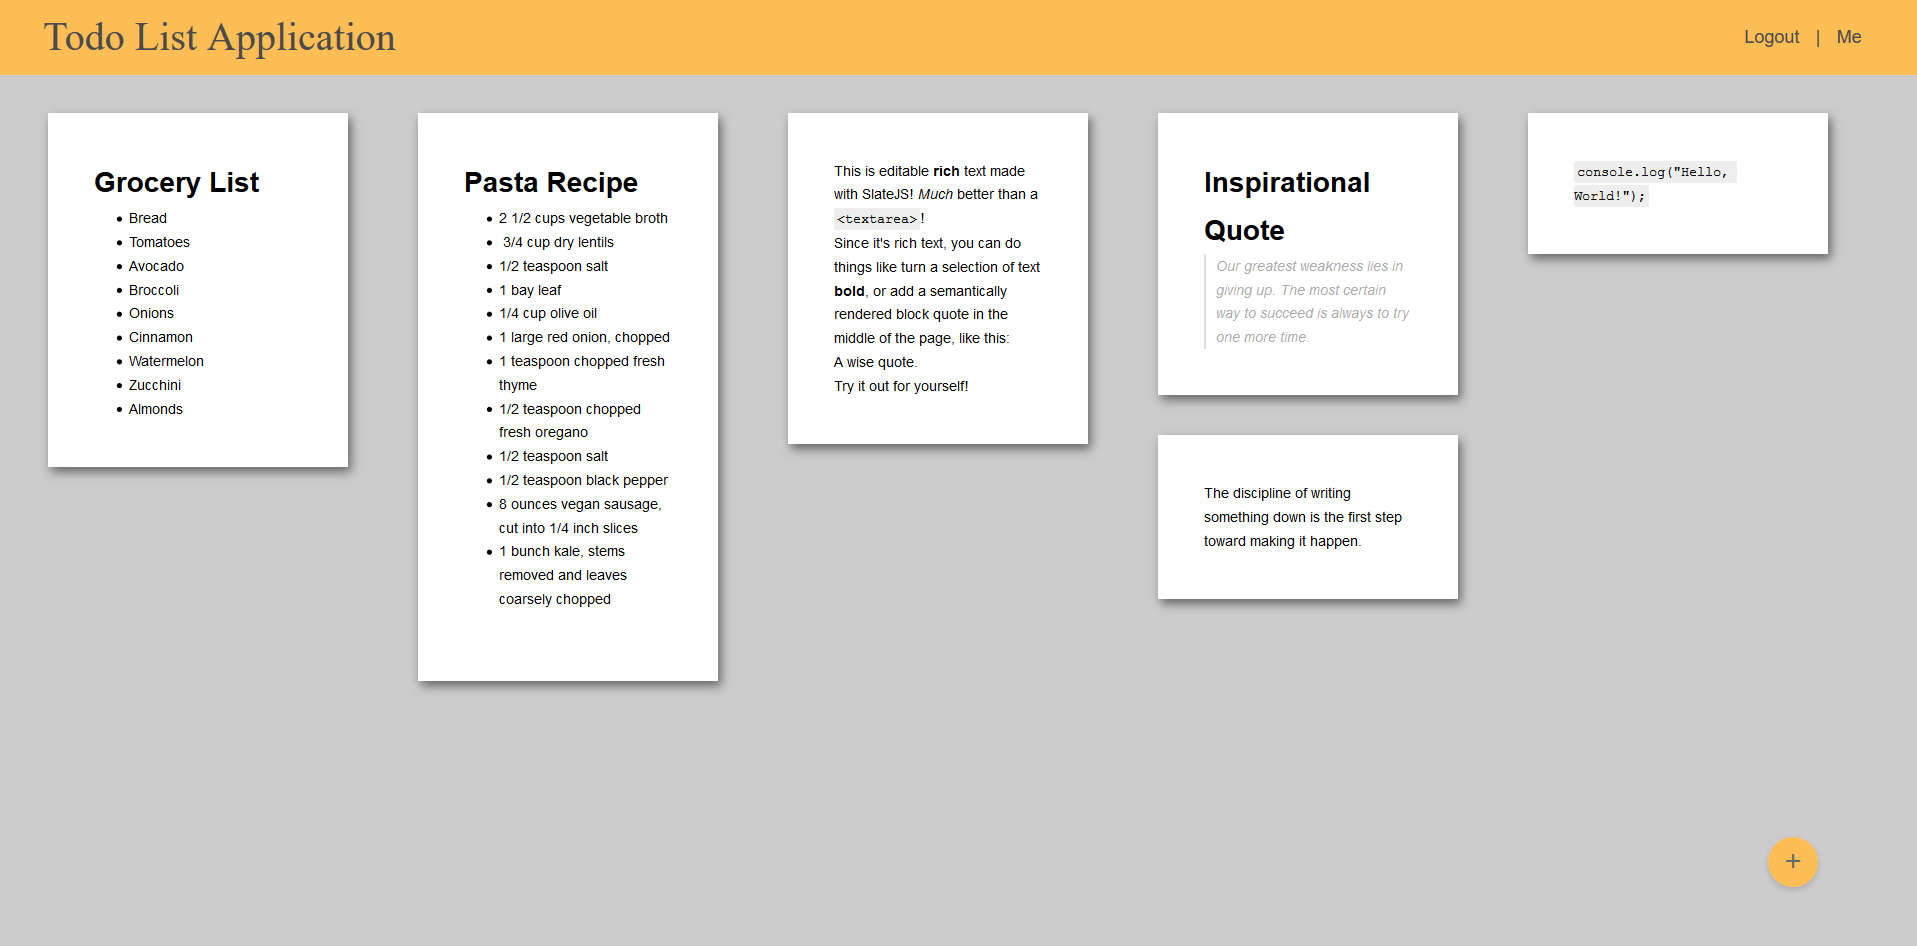 Todo List Application
Logout | Me
Grocery List
Bread
Tomatoes
Avocado
Broccoli
Onions
Cinnamon
Watermelon
Zucchini
Almonds
Pasta Recipe
2 1/2 cups vegetable broth
3/4 cup dry lentils
1/2 teaspoon salt
1 bay leaf
1/4 cup olive oil
1 large red onion, chopped
1 teaspoon chopped fresh
thyme
1/2 teaspoon chopped
fresh oregano
1/2 teaspoon salt
1/2 teaspoon black pepper
8 ounces vegan sausage,
cut into 1/4 inch slices
1 bunch kale, stems
removed and leaves
coarsely chopped
This is editable rich text made
with SlateJS! Much better than a
<textarea>!
Since it's rich text, you can do
things like turn a selection of text
bold, or add a semantically
rendered block quote in the
middle of the page, like this:
A wise quote.
Try it out for yourself!
Inspirational
Quote
Our greatest weakness lies in
giving up. The most certain
way to succeed is always to try
one more time.
The discipline of writing
something down is the first step
toward making it happen.
console.log("Hello,
World!");
+